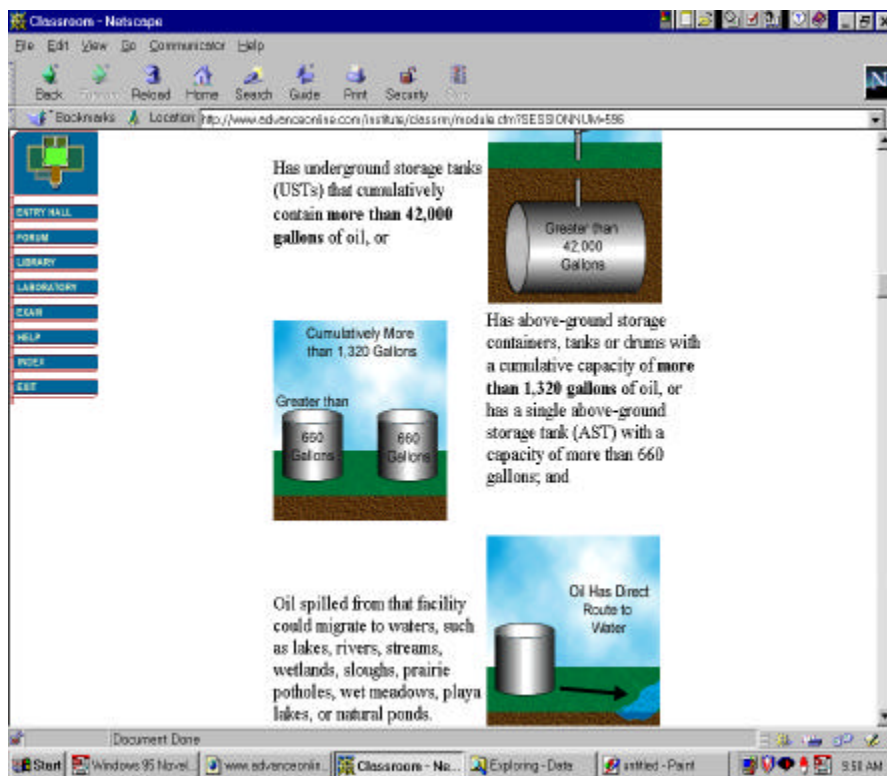 Classroom - Netscape
File Edit View Go Communicator Help
Back Forward Reload Home Search Guide Print Security Stop
Bookmarks Location: http://www.advanceonline.com/institute/classrm/module.cfm?SESSIONNUM=596
ENTRY HALL
FORUM
LIBRARY
LABORATORY
EXAM
HELP
INDEX
EXIT
Has underground storage tanks
(USTs) that cumulatively
contain more than 42,000
gallons of oil, or
Greater than
42,000
Gallons
Cumulatively More
than 1,320 Gallons
Greater than
660
Gallons
660
Gallons
Has above-ground storage
containers, tanks or drums with
a cumulative capacity of more
than 1,320 gallons of oil, or
has a single above-ground
storage tank (AST) with a
capacity of more than 660
gallons; and
Oil spilled from that facility
could migrate to waters, such
as lakes, rivers, streams,
wetlands, sloughs, prairie
potholes, wet meadows, playa
lakes, or natural ponds.
Oil Has Direct
Route to
Water
Document Done
Start Windows 95 Novel... www.advanceonlin... Classroom - Ne... Exploring - Data untitled - Paint 9:58 AM